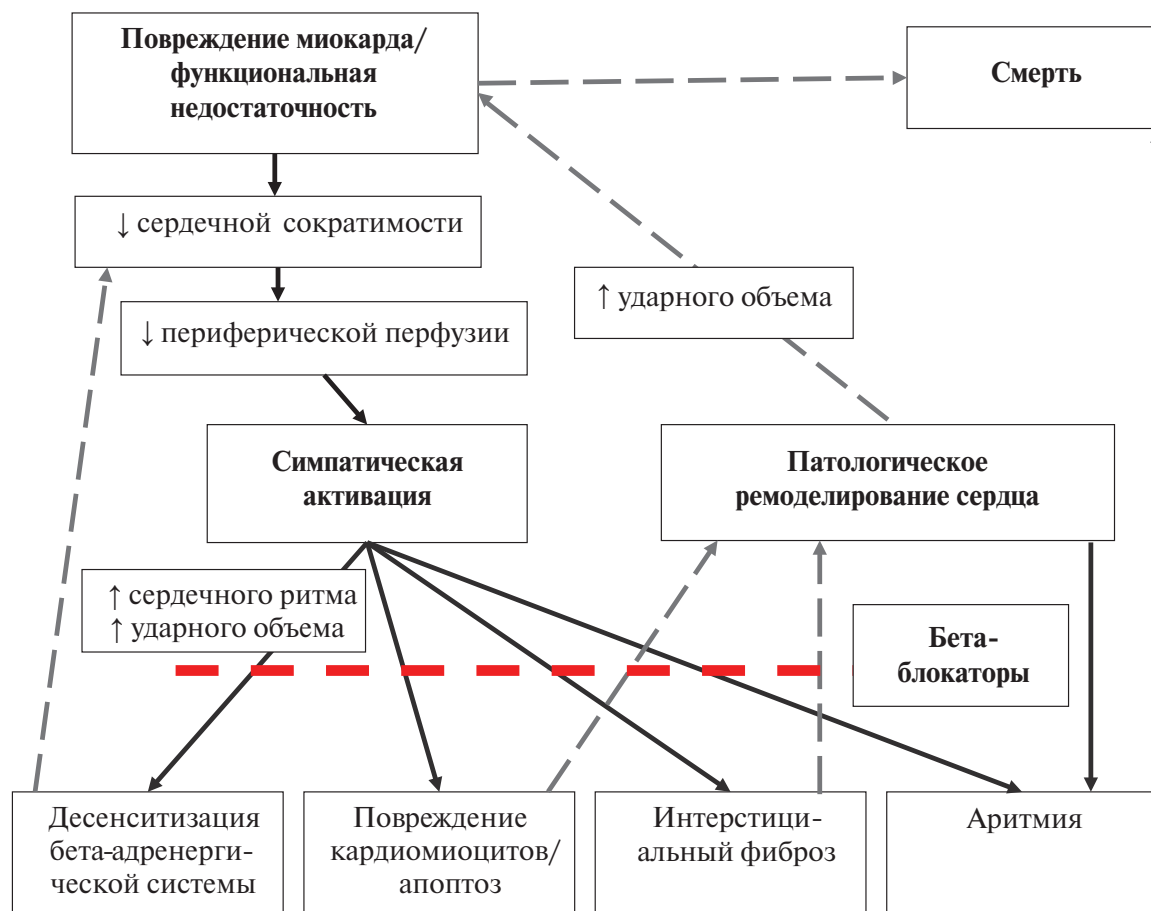 Повреждение миокарда/
функциональная
недостаточность
Смерть
↓ сердечной сократимости
↑ ударного объема
↓ периферической перфузии
Симпатическая
активация
Патологическое
ремоделирование сердца
↑ сердечного ритма
↑ ударного объема
Бета-
блокаторы
Десенситизация
бета-адренерги-
ческой системы
Повреждение
кардиомиоцитов/
апоптоз
Интерстици-
альный фиброз
Аритмия